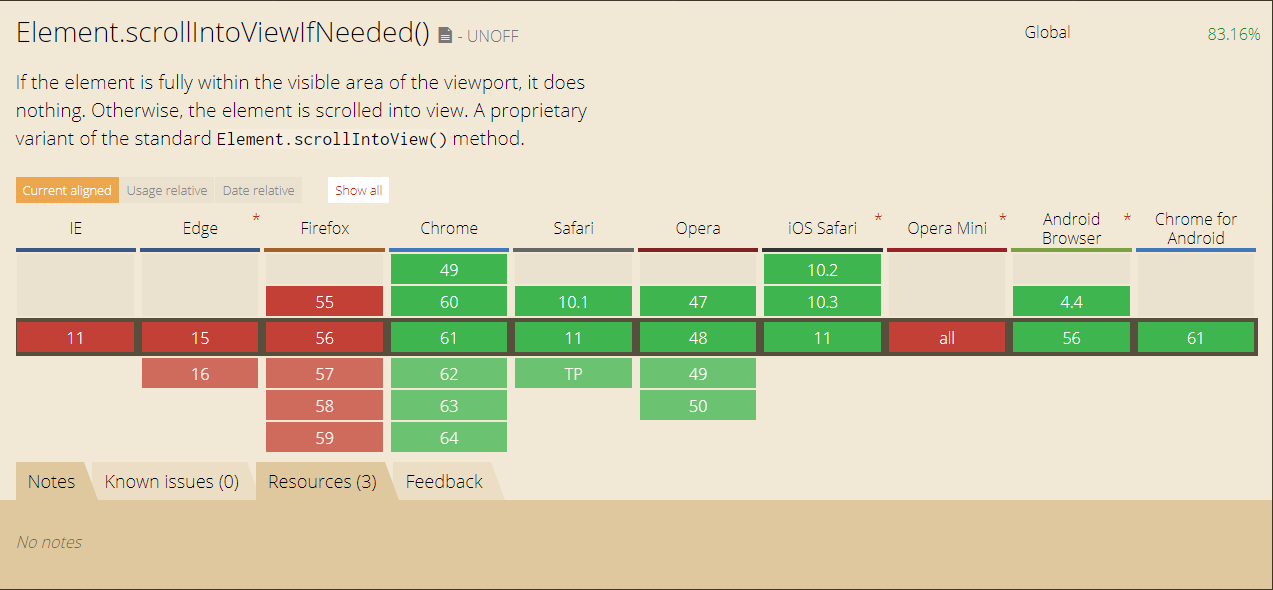 Element.scrollIntoViewIfNeeded() - UNOFF
Global 83.16%
If the element is fully within the visible area of the viewport, it does
nothing. Otherwise, the element is scrolled into view. A proprietary
variant of the standard Element.scrollIntoView() method.
Current aligned Usage relative Date relative Show all
IE Edge * Firefox Chrome Safari Opera iOS Safari * Opera Mini * Android Browser * Chrome for Android
49 10.2
55 60 10.1 47 10.3 4.4
11 15 56 61 11 48 11 all 56 61
16 57 62 TP 49
58 63 50
59 64
Notes Known issues (0) Resources (3) Feedback
No notes